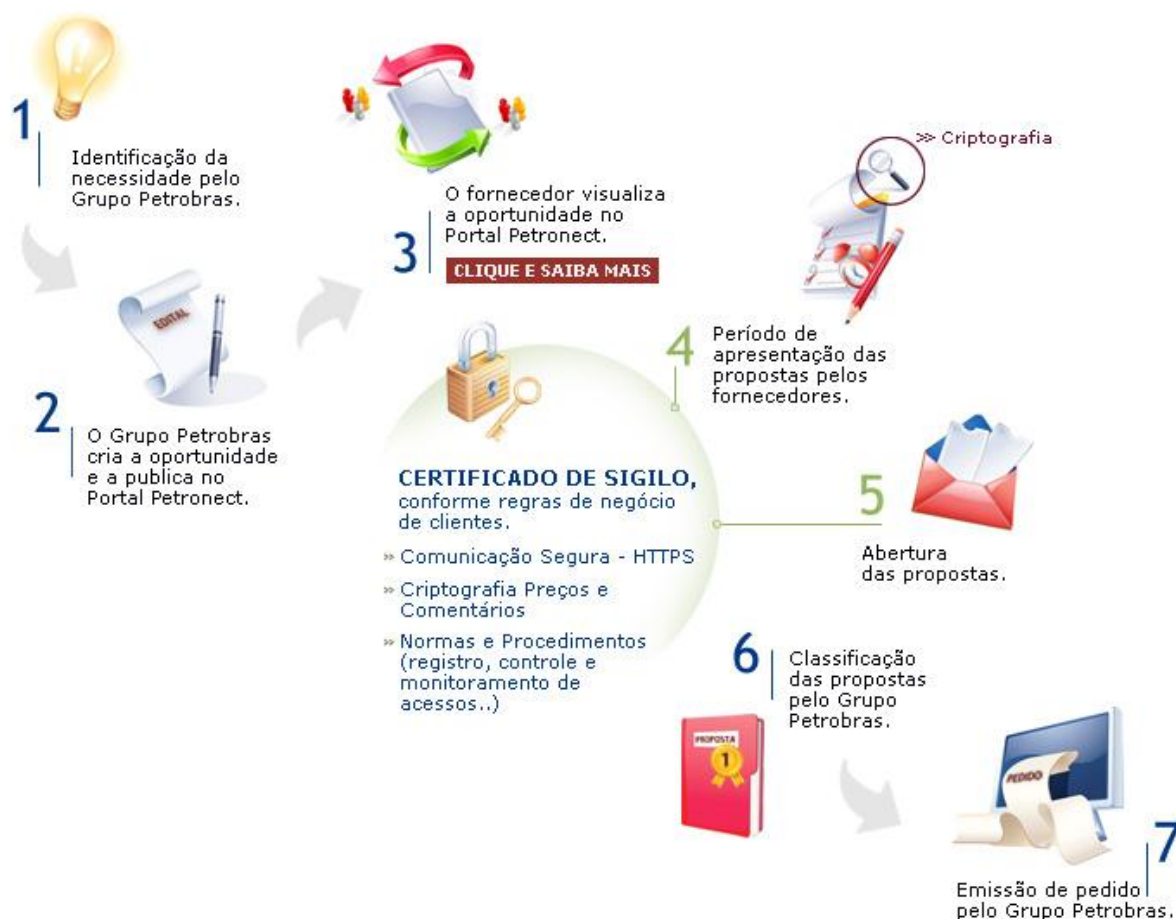 1
Identificação da
necessidade pelo
Grupo Petrobras.
EDITAL
2
O Grupo Petrobras
cria a oportunidade
e a publica no
Portal Petronect.
3
O fornecedor visualiza
a oportunidade no
Portal Petronect.
CLIQUE E SAIBA MAIS
>> Criptografia
4
Período de
apresentação das
propostas pelos
fornecedores.
CERTIFICADO DE SIGILO,
conforme regras de negócio
de clientes.
» Comunicação Segura - HTTPS
» Criptografia Preços e
Comentários
» Normas e Procedimentos
(registro, controle e
monitoramento de
acessos..)
5
Abertura
das propostas.
6
Classificação
das propostas
pelo Grupo
Petrobras.
PROPOSTA
1
PEDIDO
7
Emissão de pedido
pelo Grupo Petrobras.